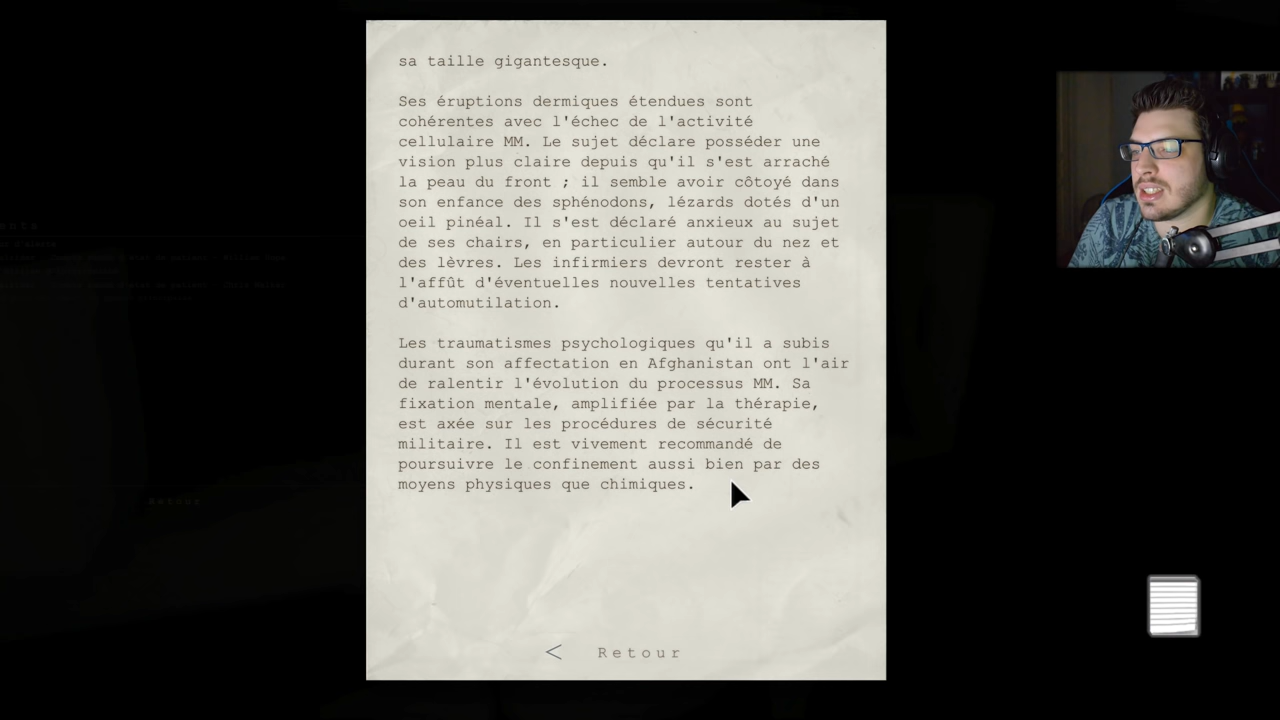 sa taille gigantesque.
Ses éruptions dermiques étendues sont
cohérentes avec l'échec de l'activité
cellulaire MM. Le sujet déclare posséder une
vision plus claire depuis qu'il s'est arraché
la peau du front ; il semble avoir côtoyé dans
son enfance des sphénodons, lézards dotés d'un
oeil pinéal. Il s'est déclaré anxieux au sujet
de ses chairs, en particulier autour du nez et
des lèvres. Les infirmiers devront rester à
l'affût d'éventuelles nouvelles tentatives
d'automutilation.
Les traumatismes psychologiques qu'il a subis
durant son affectation en Afghanistan ont l'air
de ralentir l'évolution du processus MM. Sa
fixation mentale, amplifiée par la thérapie,
est axée sur les procédures de sécurité
militaire. Il est vivement recommandé de
poursuivre le confinement aussi bien par des
moyens physiques que chimiques.
< Retour
Retour